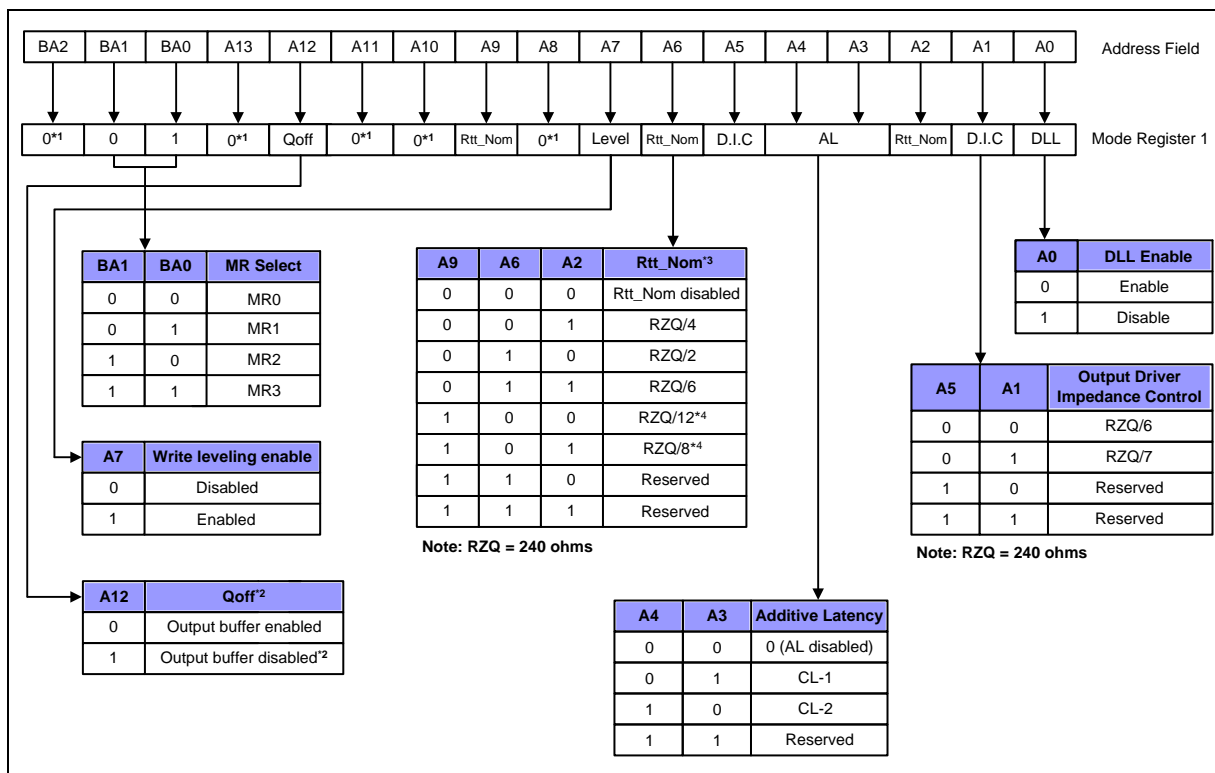 BA2 BA1 BA0 A13 A12 A11 A10 A9 A8 A7 A6 A5 A4 A3 A2 A1 A0 Address Field
0*1 0 1 0*1 Qoff 0*1 0*1 Rtt_Nom 0*1 Level Rtt_Nom D.I.C AL Rtt_Nom D.I.C DLL Mode Register 1
BA1 BA0 MR Select
0 0 MR0
0 1 MR1
1 0 MR2
1 1 MR3
A7 Write leveling enable
0 Disabled
1 Enabled
A12 Qoff*2
0 Output buffer enabled
1 Output buffer disabled*2
A9 A6 A2 Rtt_Nom*3
0 0 0 Rtt_Nom disabled
0 0 1 RZQ/4
0 1 0 RZQ/2
0 1 1 RZQ/6
1 0 0 RZQ/12*4
1 0 1 RZQ/8*4
1 1 0 Reserved
1 1 1 Reserved
Note: RZQ = 240 ohms
A4 A3 Additive Latency
0 0 0 (AL disabled)
0 1 CL-1
1 0 CL-2
1 1 Reserved
A0 DLL Enable
0 Enable
1 Disable
A5 A1 Output Driver
Impedance Control
0 0 RZQ/6
0 1 RZQ/7
1 0 Reserved
1 1 Reserved
Note: RZQ = 240 ohms